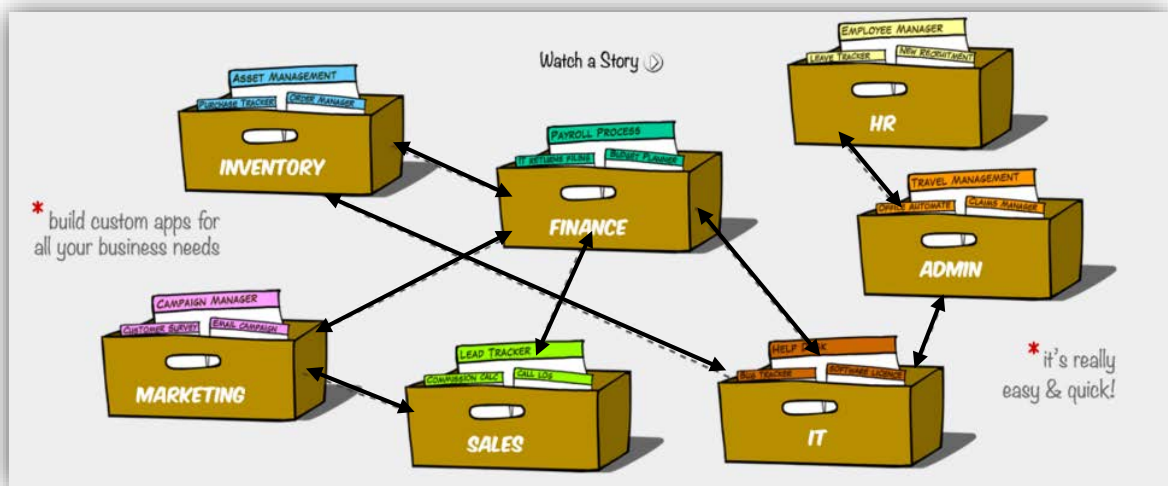 EMPLOYEE MANAGER
LEAVE TRACKER
NEW RECRUITMENT
HR
Watch a Story
ASSET MANAGEMENT
PURCHASE TRACKER
ORDER MANAGER
INVENTORY
PAYROLL PROCESS
IT RETURNS FILING
BUDGET PLANNER
FINANCE
TRAVEL MANAGEMENT
OFFICE AUTOMATE
CLAIMS MANAGER
ADMIN
* build custom apps for
all your business needs
CAMPAIGN MANAGER
CUSTOMER SURVEY
EMAIL CAMPAIGN
MARKETING
LEAD TRACKER
COMMISSION CALC
CALL LOG
SALES
HELP DESK
BUG TRACKER
SOFTWARE LICENCE
IT
* it's really
easy & quick!